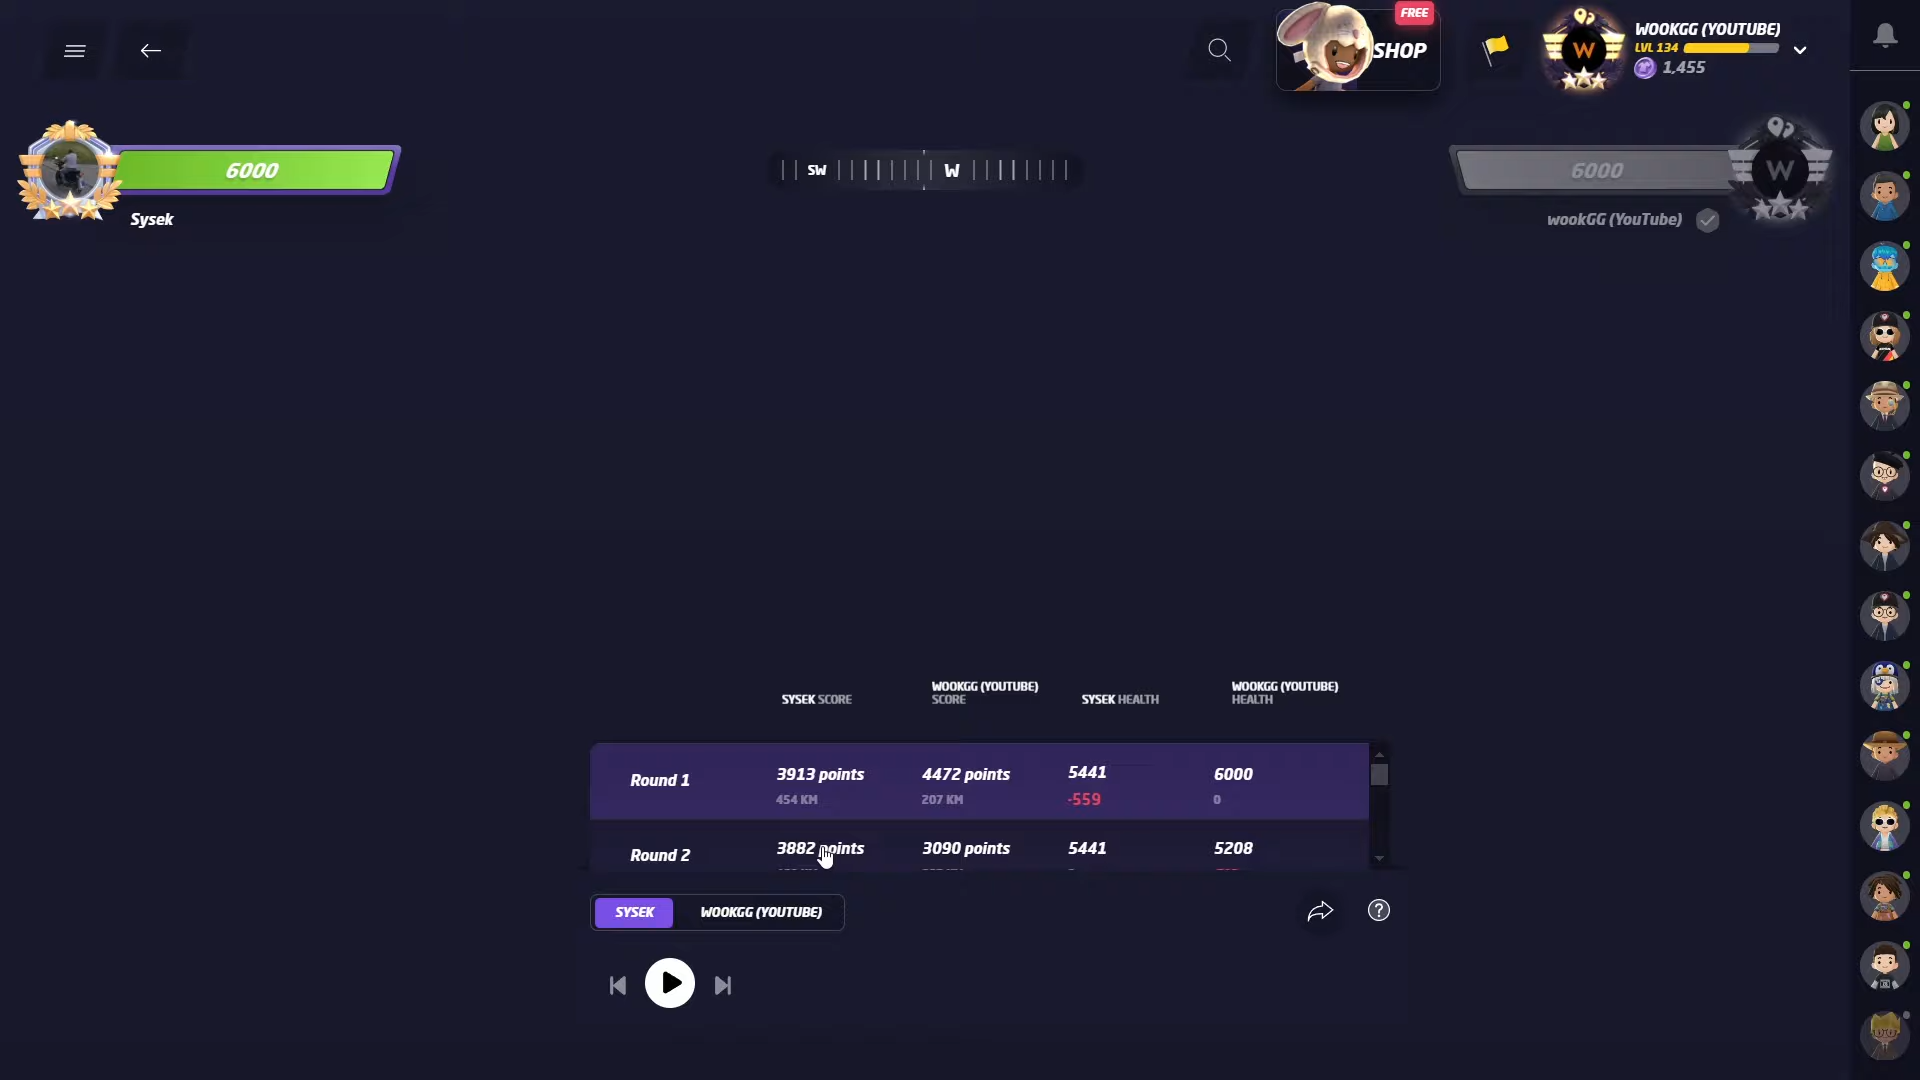 FREE
SHOP
WOOKGG (YOUTUBE)
LVL 134
1,455
W
6000
Sysek
SW
W
6000
W
wookGG (YouTube)
SYSEK SCORE
WOOKGG (YOUTUBE)
SCORE
SYSEK HEALTH
WOOKGG (YOUTUBE)
HEALTH
Round 1
3913 points
454 KM
4472 points
207 KM
5441
-559
6000
0
Round 2
3882 points
3090 points
5441
5208
SYSEK
WOOKGG (YOUTUBE)
?